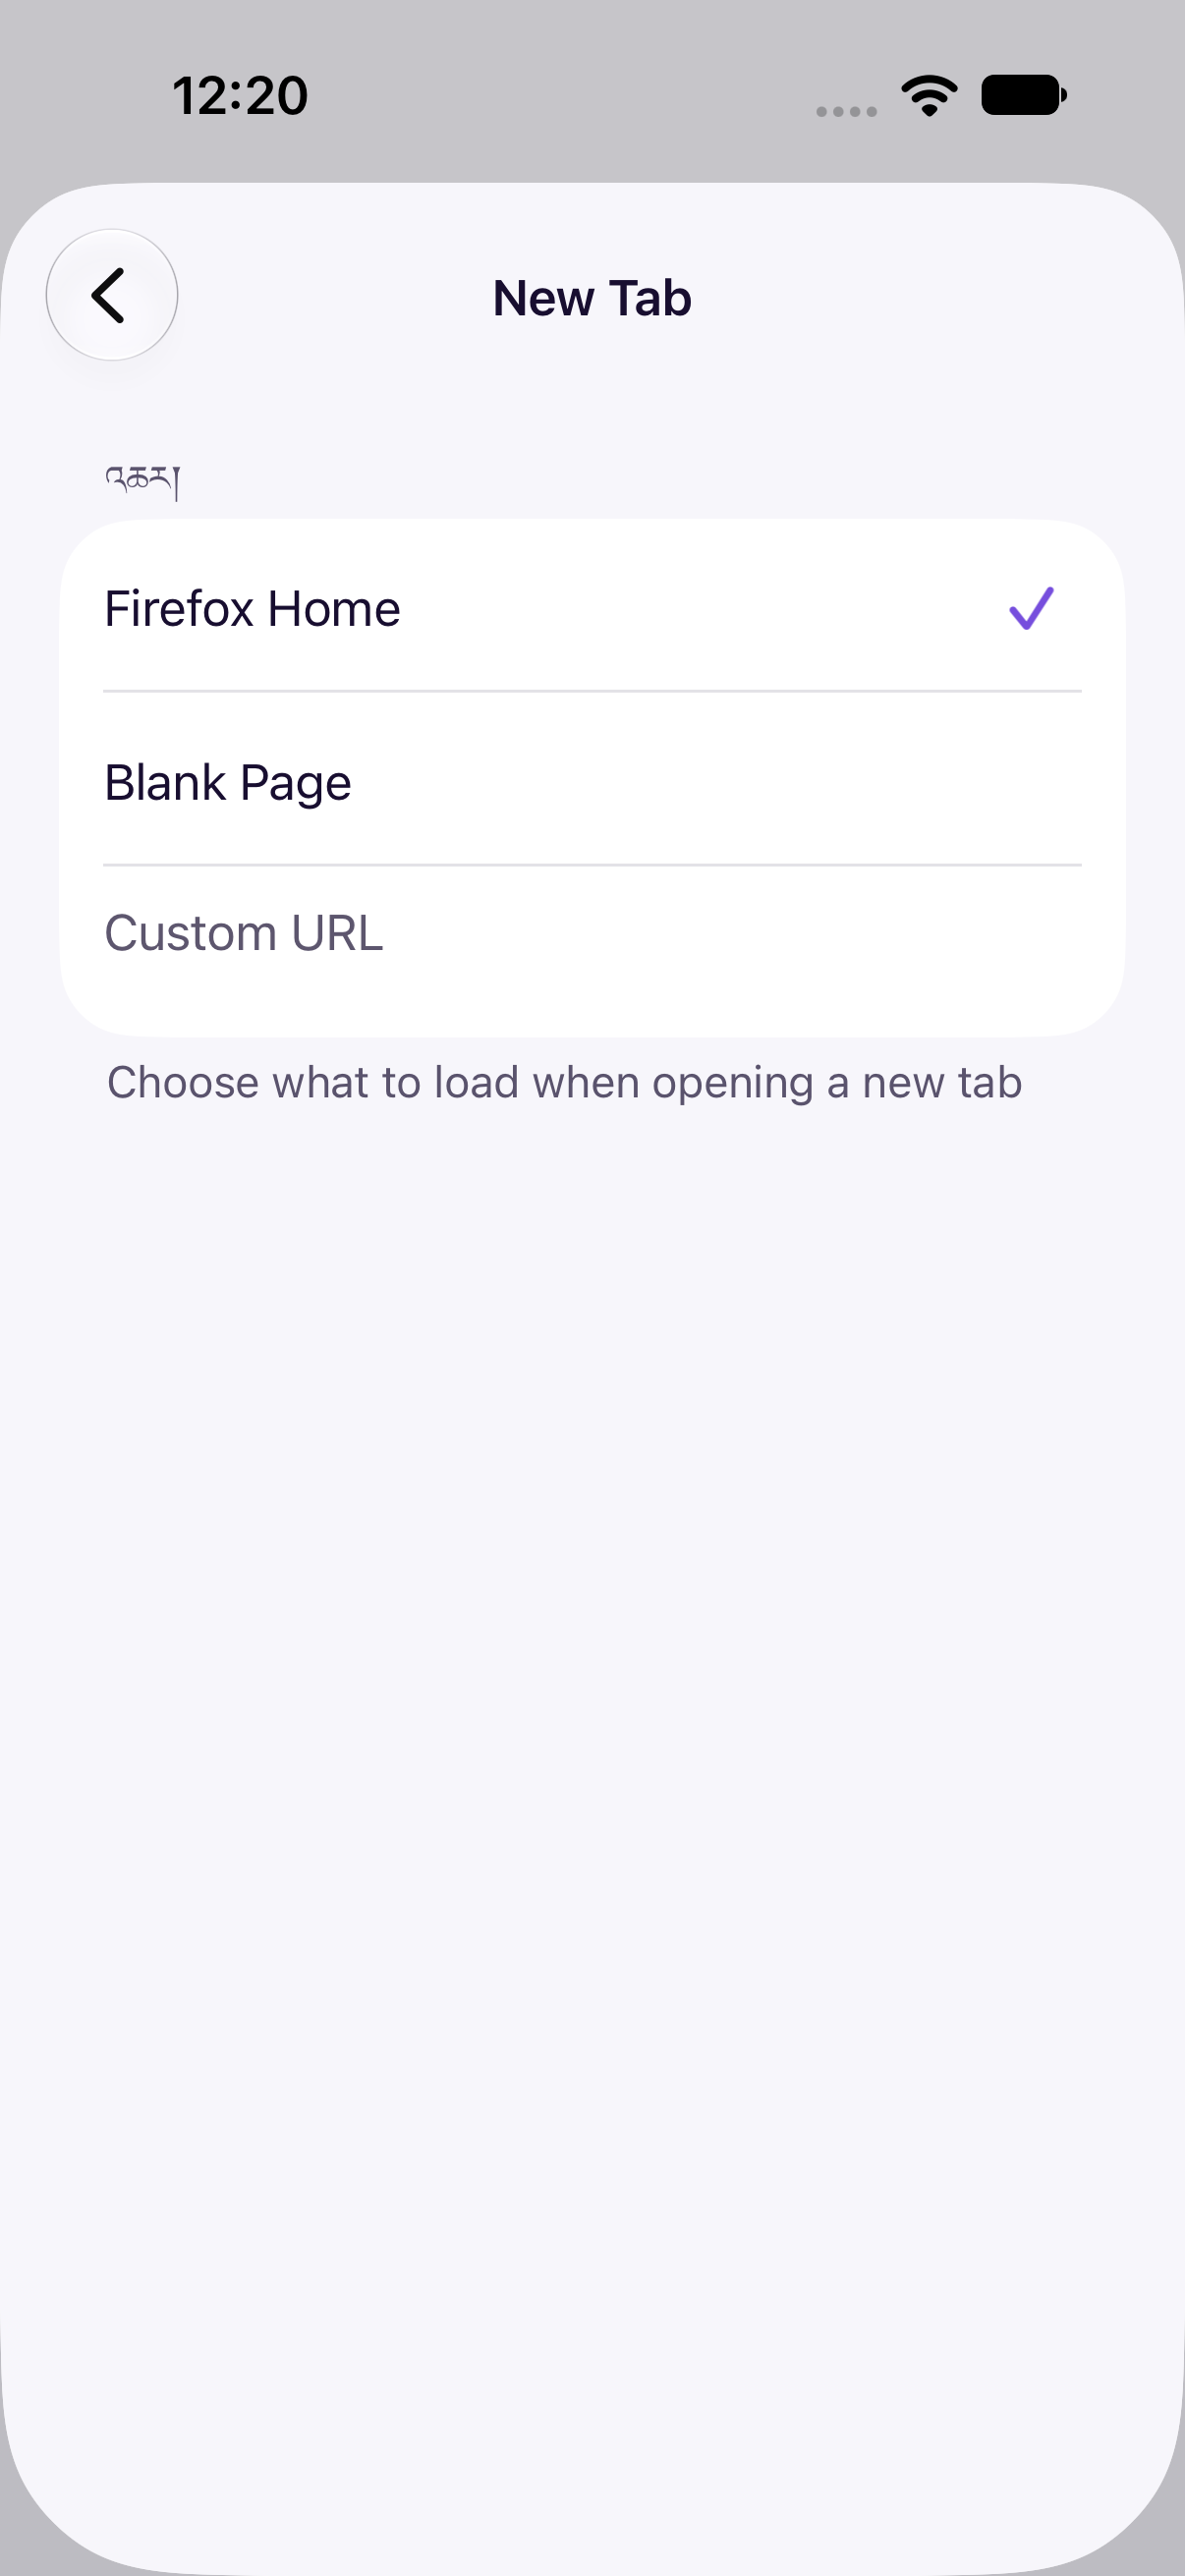 12:20
New Tab
འཆར།
Firefox Home
Blank Page
Custom URL
Choose what to load when opening a new tab